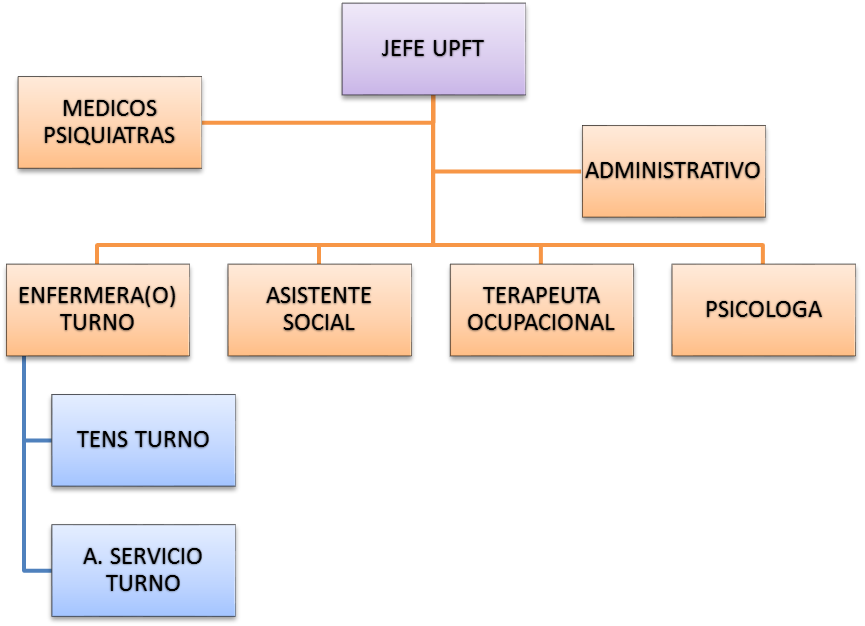 JEFE UPFT
MEDICOS
PSIQUIATRAS
ADMINISTRATIVO
ENFERMERA(O)
TURNO
ASISTENTE
SOCIAL
TERAPEUTA
OCUPACIONAL
PSICOLOGA
TENS TURNO
A. SERVICIO
TURNO